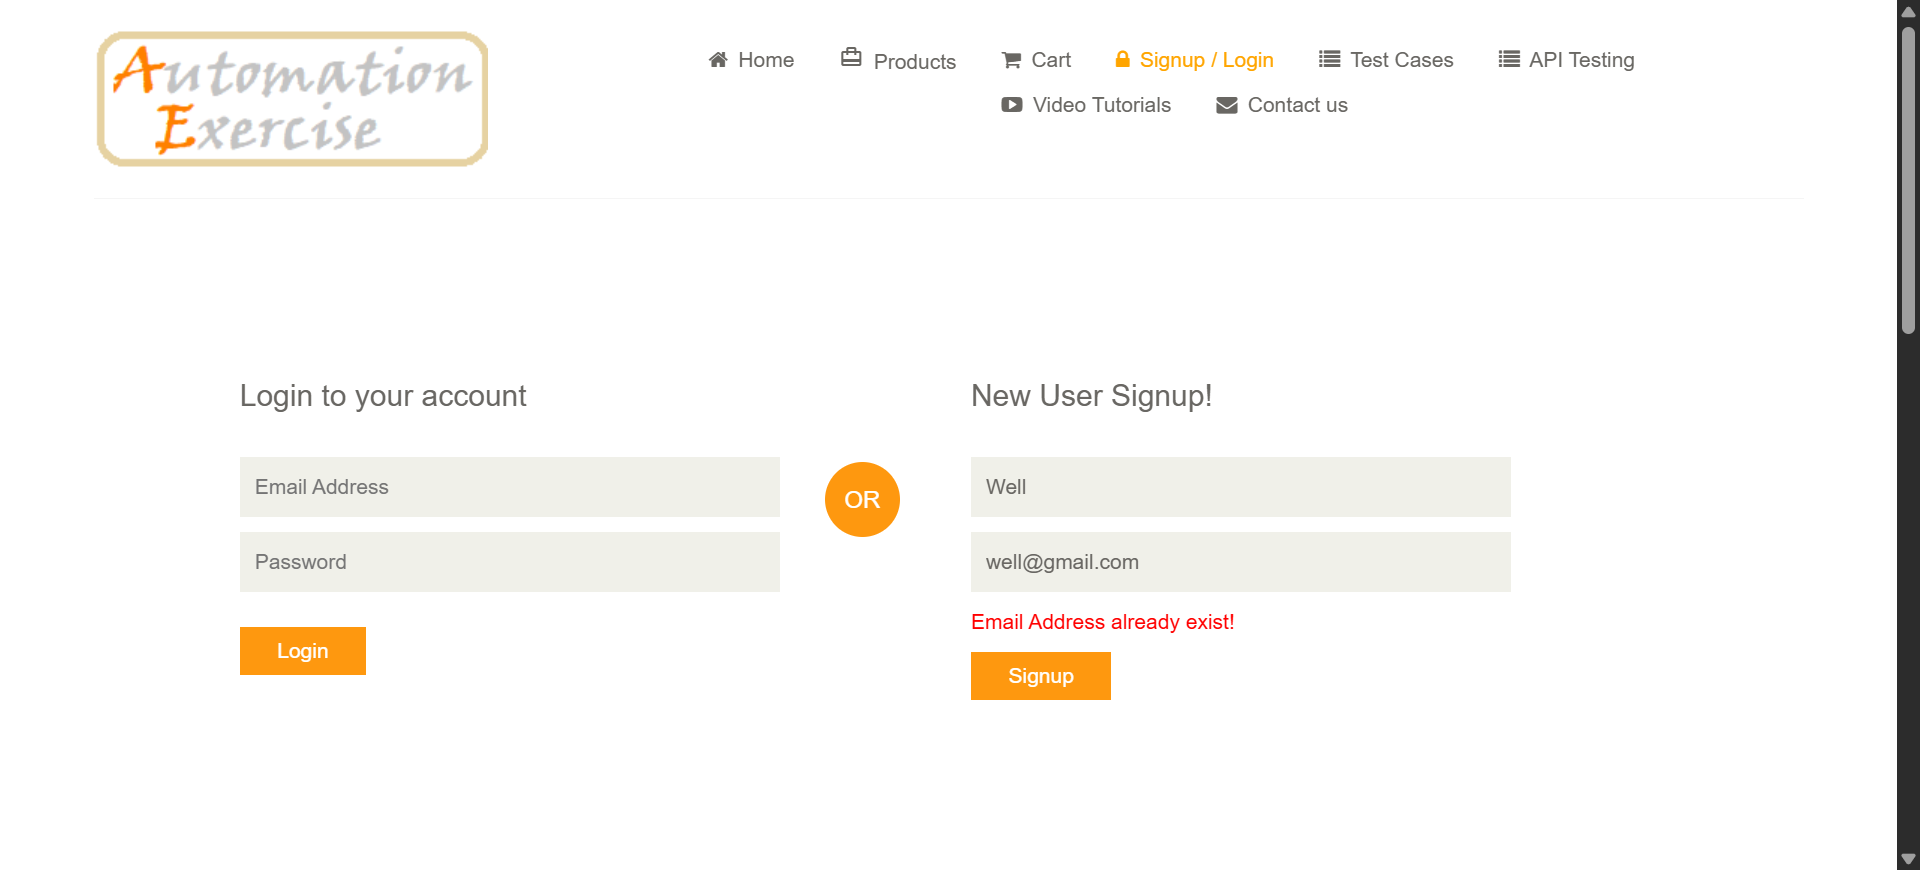 Automation
Exercise
Home
Products
Cart
Signup / Login
Test Cases
API Testing
Video Tutorials
Contact us
Login to your account
Email Address
Password
Login
OR
New User Signup!
Well
well@gmail.com
Email Address already exist!
Signup